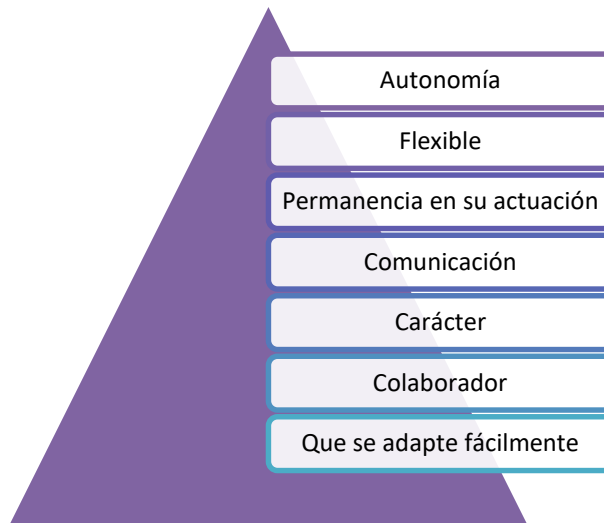 Autonomía
Flexible
Permanencia en su actuación
Comunicación
Carácter
Colaborador
Que se adapte fácilmente